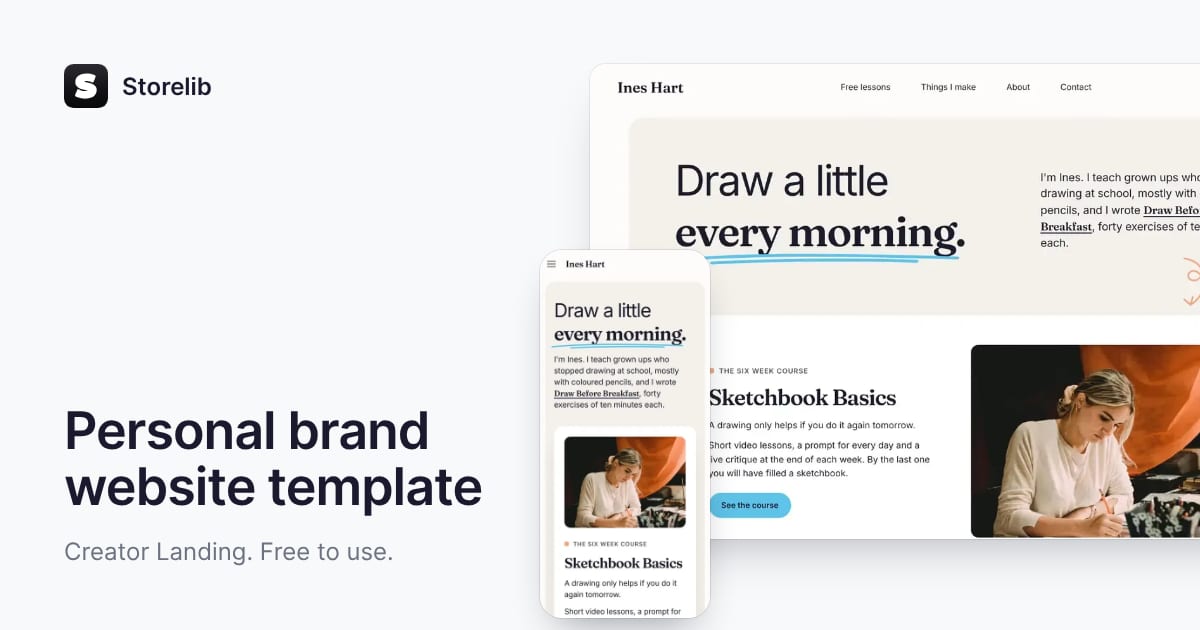 Storelib
Personal brand
website template
Creator Landing. Free to use.
Ines Hart
Free lessons
Things I make
About
Contact
Draw a little
every morning.
I'm Ines. I teach grown ups who
drawing at school, mostly with
pencils, and I wrote Draw
Breakfast, forty exercises of
each.
THE SIX WEEK COURSE
Sketchbook Basics
A drawing only helps if you do it again tomorrow.
Short video lessons, a prompt for every day and a
live critique at the end of each week. By the last one
you will have filled a sketchbook.
See the course
Ines Hart
Draw a little
every morning.
I'm Ines. I teach grown ups who
stopped drawing at school, mostly
with coloured pencils, and I wrote
Draw Before Breakfast, forty
exercises of ten minutes each.
THE SIX WEEK COURSE
Sketchbook Basics
A drawing only helps if you do it
again tomorrow.
Short video lessons, a prompt for